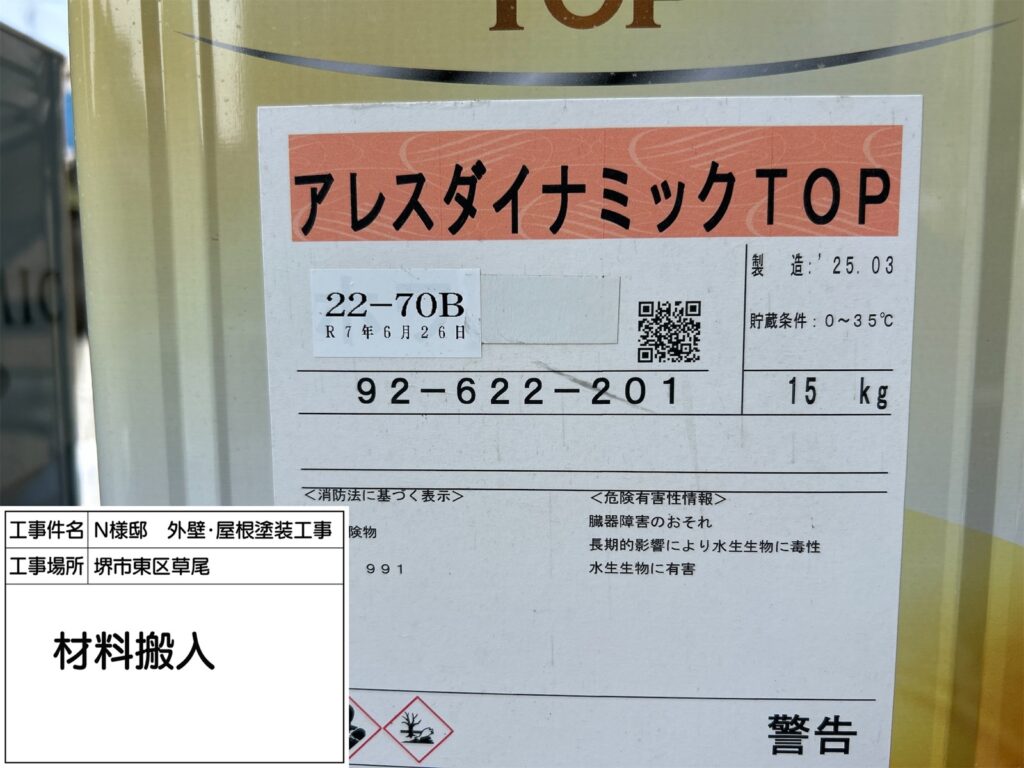 TOP
アレスダイナミックTOP
22-70B
R7年6月26日
製 造:'25.03
貯蔵条件:0~35℃
92-622-201
15 kg
<消防法に基づく表示>
険物
991
<危険有害性情報>
臓器障害のおそれ
長期的影響により水生生物に毒性
水生生物に有害
警告
工事件名 N様邸 外壁・屋根塗装工事
工事場所 堺市東区草尾
材料搬入